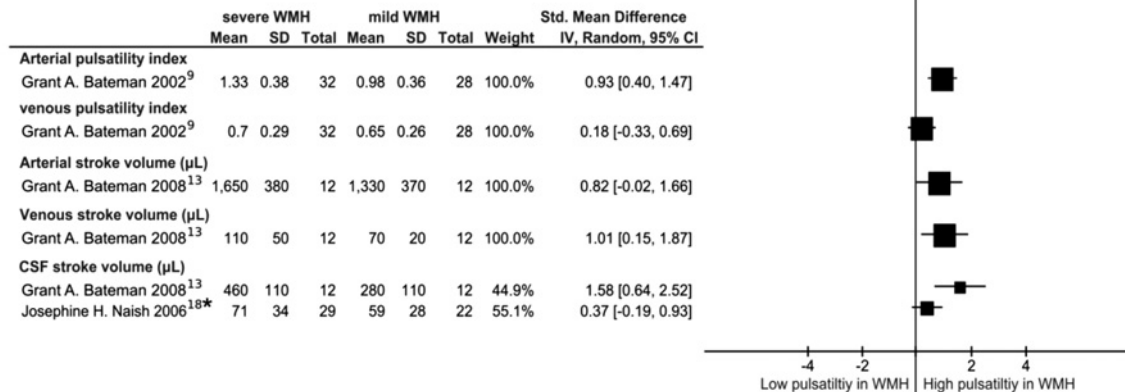 severe WMH mild WMH Std. Mean Difference
Mean SD Total Mean SD Total Weight IV, Random, 95% CI
Arterial pulsatility index
Grant A. Bateman 2002⁹ 1.33 0.38 32 0.98 0.36 28 100.0% 0.93 [0.40, 1.47]
venous pulsatility index
Grant A. Bateman 2002⁹ 0.7 0.29 32 0.65 0.26 28 100.0% 0.18 [-0.33, 0.69]
Arterial stroke volume (µL)
Grant A. Bateman 2008¹³ 1,650 380 12 1,330 370 12 100.0% 0.82 [-0.02, 1.66]
Venous stroke volume (µL)
Grant A. Bateman 2008¹³ 110 50 12 70 20 12 100.0% 1.01 [0.15, 1.87]
CSF stroke volume (µL)
Grant A. Bateman 2008¹³ 460 110 12 280 110 12 44.9% 1.58 [0.64, 2.52]
Josephine H. Naish 2006¹⁸* 71 34 29 59 28 22 55.1% 0.37 [-0.19, 0.93]
-4 -2 0 2 4
Low pulsatiltiy in WMH High pulsatiltiy in WMH